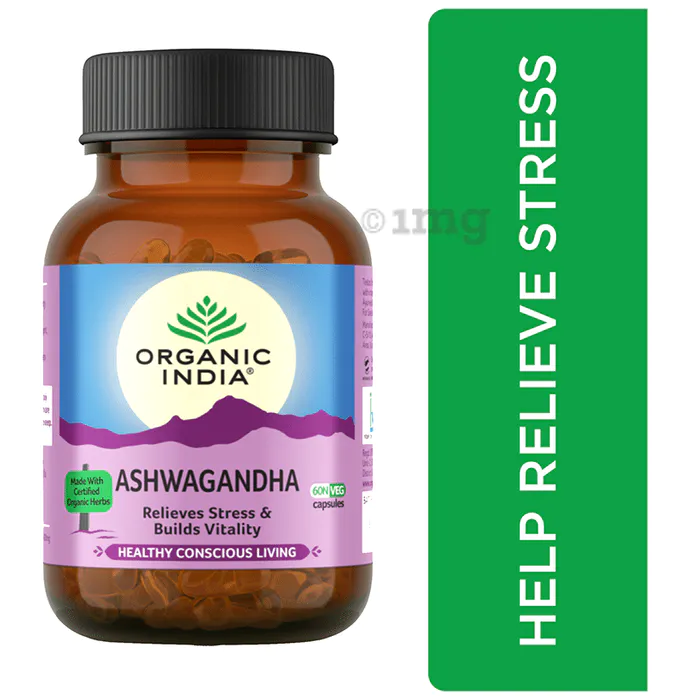 ORGANIC
INDIA®
Made With
Certified
Organic Herbs
ASHWAGANDHA
60N VEG
capsules
Relieves Stress &
Builds Vitality
HEALTHY CONSCIOUS LIVING
©1mg
HELP RELIEVE STRESS